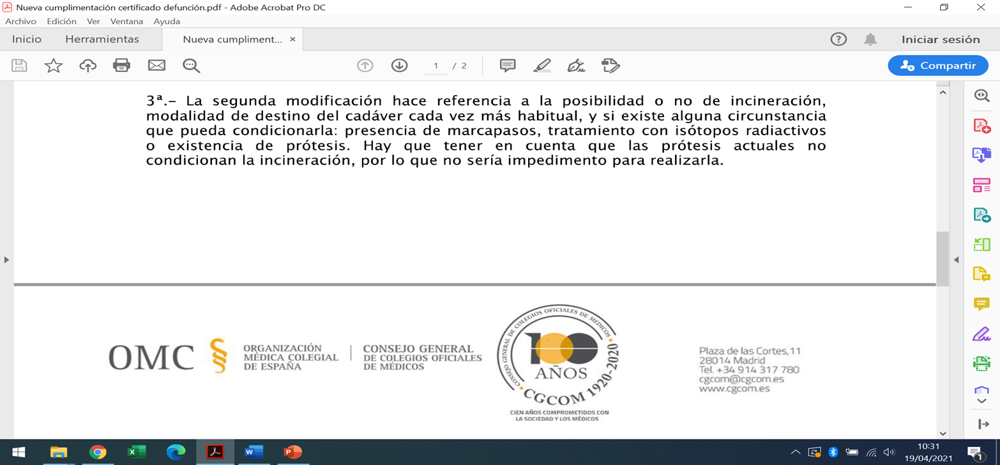 Nueva cumplimentación certificado defunción.pdf - Adobe Acrobat Pro DC
Archivo Edición Ver Ventana Ayuda
Inicio Herramientas Nueva cumpliment... × Iniciar sesión
1 / 2 Compartir
3ª.– La segunda modificación hace referencia a la posibilidad o no de incineración,
modalidad de destino del cadáver cada vez más habitual, y si existe alguna circunstancia
que pueda condicionarla: presencia de marcapasos, tratamiento con isótopos radiactivos
o existencia de prótesis. Hay que tener en cuenta que las prótesis actuales no
condicionan la incineración, por lo que no sería impedimento para realizarla.
OMC
ORGANIZACIÓN
MÉDICA COLEGIAL
DE ESPAÑA
CONSEJO GENERAL
DE COLEGIOS OFICIALES
DE MÉDICOS
CONSEJO GENERAL DE COLEGIOS OFICIALES DE MÉDICOS
100
AÑOS
CGCOM 1920-2020
CIEN AÑOS COMPROMETIDOS CON
LA SOCIEDAD Y LOS MÉDICOS
Plaza de las Cortes, 11
28014 Madrid
Tel. +34 914 317 780
cgcom@cgcom.es
www.cgcom.es
10:31
19/04/2021
1